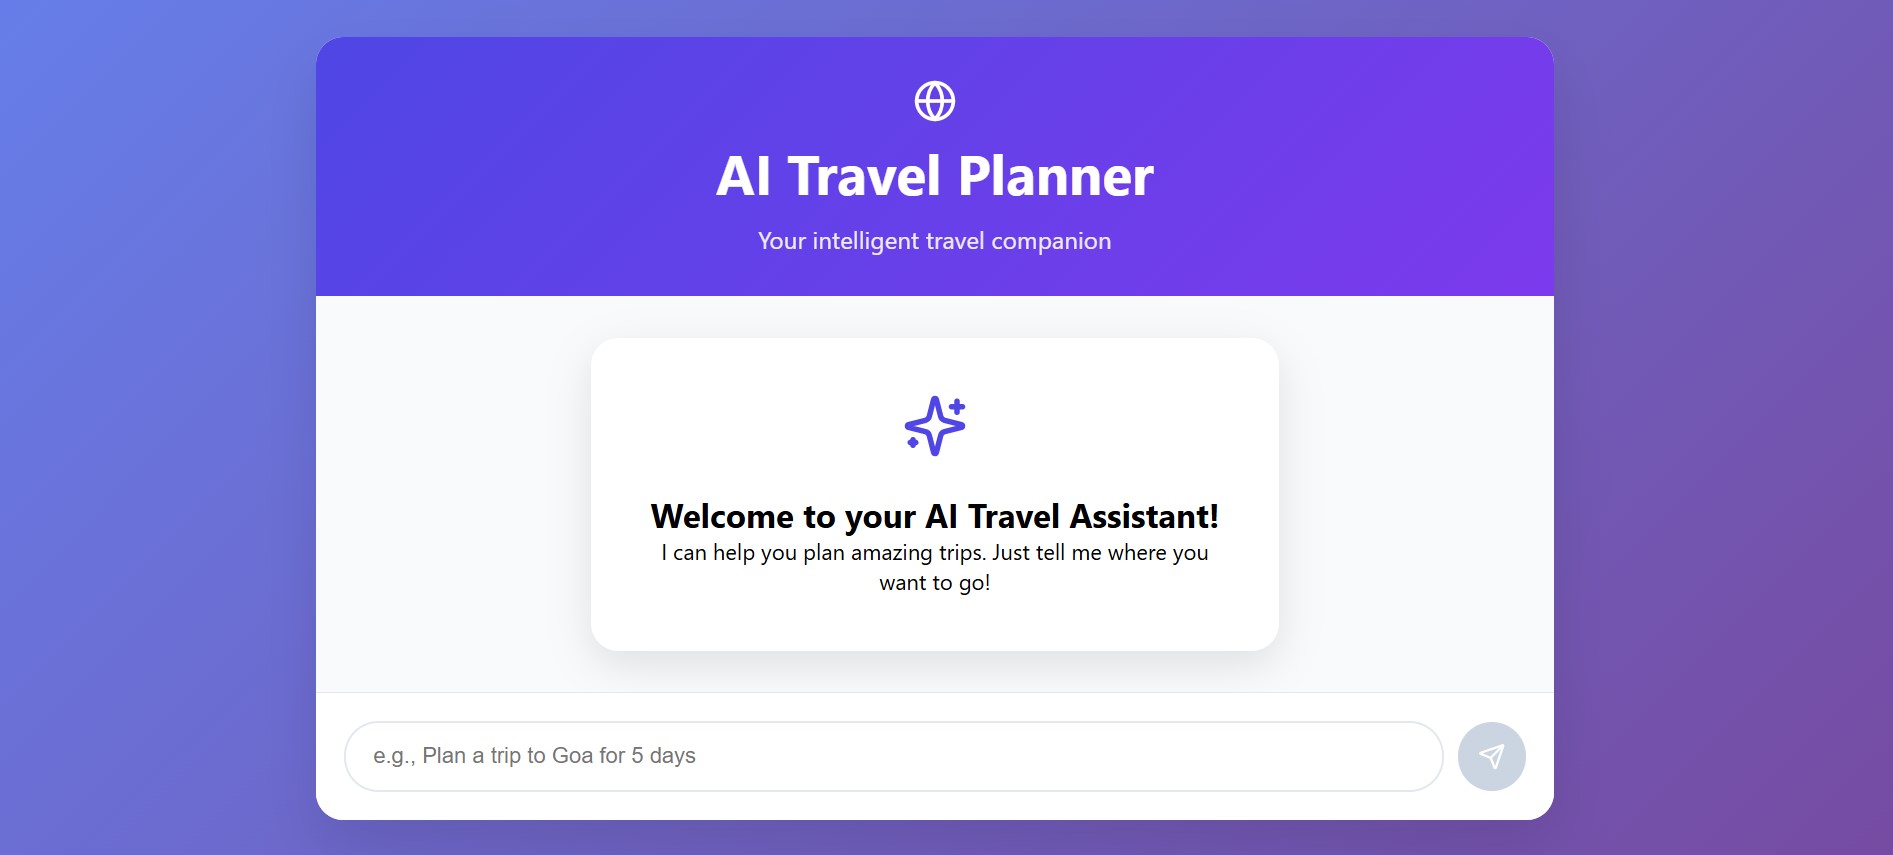 AI Travel Planner
Your intelligent travel companion
Welcome to your AI Travel Assistant!
I can help you plan amazing trips. Just tell me where you
want to go!
e.g., Plan a trip to Goa for 5 days